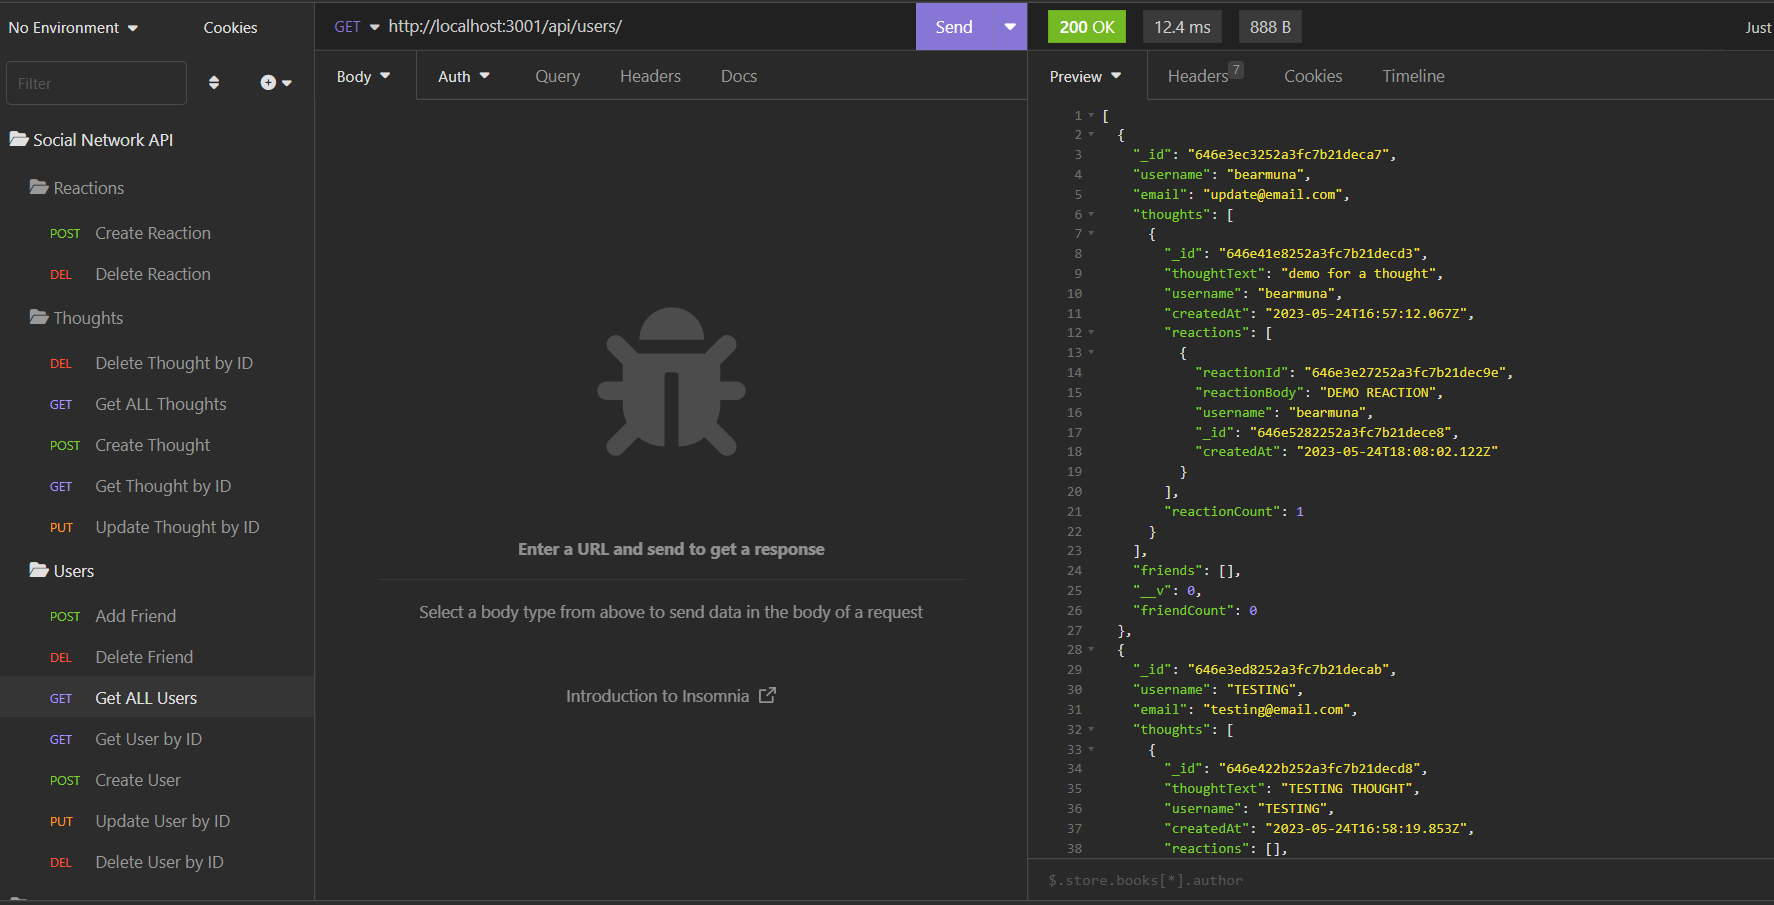 No Environment
Cookies
Filter
Social Network API
Reactions
POST Create Reaction
DEL Delete Reaction
Thoughts
DEL Delete Thought by ID
GET Get ALL Thoughts
POST Create Thought
GET Get Thought by ID
PUT Update Thought by ID
Users
POST Add Friend
DEL Delete Friend
GET Get ALL Users
GET Get User by ID
POST Create User
PUT Update User by ID
DEL Delete User by ID
GET http://localhost:3001/api/users/ Send
Body Auth Query Headers Docs
Enter a URL and send to get a response
Select a body type from above to send data in the body of a request
Introduction to Insomnia
200 OK 12.4 ms 888 B Just
Preview Headers 7 Cookies Timeline
1 [
2 {
3 "_id": "646e3ec3252a3fc7b21deca7",
4 "username": "bearmuna",
5 "email": "update@email.com",
6 "thoughts": [
7 {
8 "_id": "646e41e8252a3fc7b21decd3",
9 "thoughtText": "demo for a thought",
10 "username": "bearmuna",
11 "createdAt": "2023-05-24T16:57:12.067Z",
12 "reactions": [
13 {
14 "reactionId": "646e3e27252a3fc7b21dec9e",
15 "reactionBody": "DEMO REACTION",
16 "username": "bearmuna",
17 "_id": "646e5282252a3fc7b21dece8",
18 "createdAt": "2023-05-24T18:08:02.122Z"
19 }
20 ],
21 "reactionCount": 1
22 }
23 ],
24 "friends": [],
25 "__v": 0,
26 "friendCount": 0
27 },
28 {
29 "_id": "646e3ed8252a3fc7b21decab",
30 "username": "TESTING",
31 "email": "testing@email.com",
32 "thoughts": [
33 {
34 "_id": "646e422b252a3fc7b21decd8",
35 "thoughtText": "TESTING THOUGHT",
36 "username": "TESTING",
37 "createdAt": "2023-05-24T16:58:19.853Z",
38 "reactions": [],
$.store.books[*].author